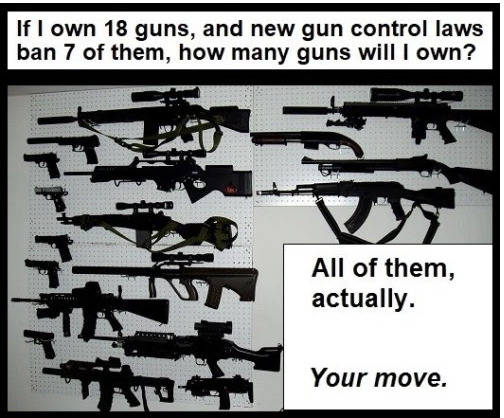 If I own 18 guns, and new gun control laws
ban 7 of them, how many guns will I own?
All of them,
actually.
Your move.